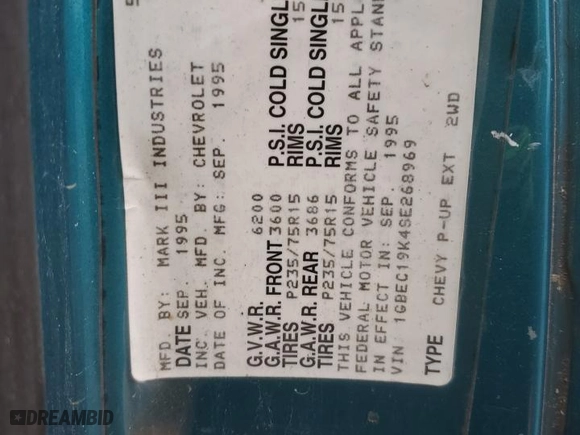 MFD. BY: MARK III INDUSTRIES
DATE SEP. 1995
INC. VEH. MFD. BY: CHEVROLET
DATE OF INC. MFG: SEP. 1995
G.V.W.R. 6200
G.A.W.R. FRONT 3600 P.S.I. COLD SINGL
TIRES P235/75R15 RIMS 15
G.A.W.R. REAR 3686 P.S.I. COLD SINGL
TIRES P235/75R15 RIMS 15
THIS VEHICLE CONFORMS TO ALL APPL
FEDERAL MOTOR VEHICLE SAFETY STAN
IN EFFECT IN: SEP. 1995
VIN: 1GBEC19K4SE268969
TYPE CHEVY P-UP EXT 2WD
DREAMBID